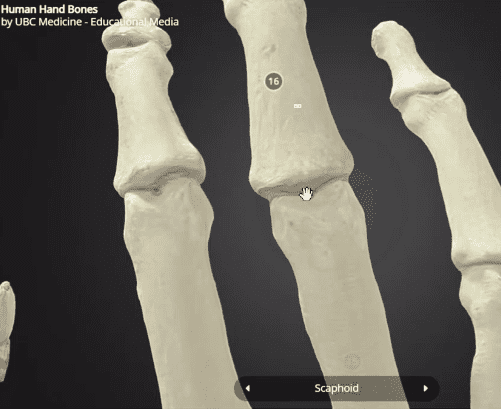 Human Hand Bones
by UBC Medicine - Educational Media
16
Scaphoid